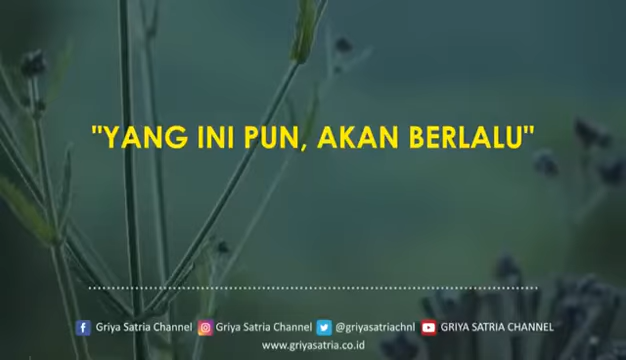 "YANG INI PUN, AKAN BERLALU"
Griya Satria Channel Griya Satria Channel @griyasatriachnl GRIYA SATRIA CHANNEL
www.griyasatria.co.id